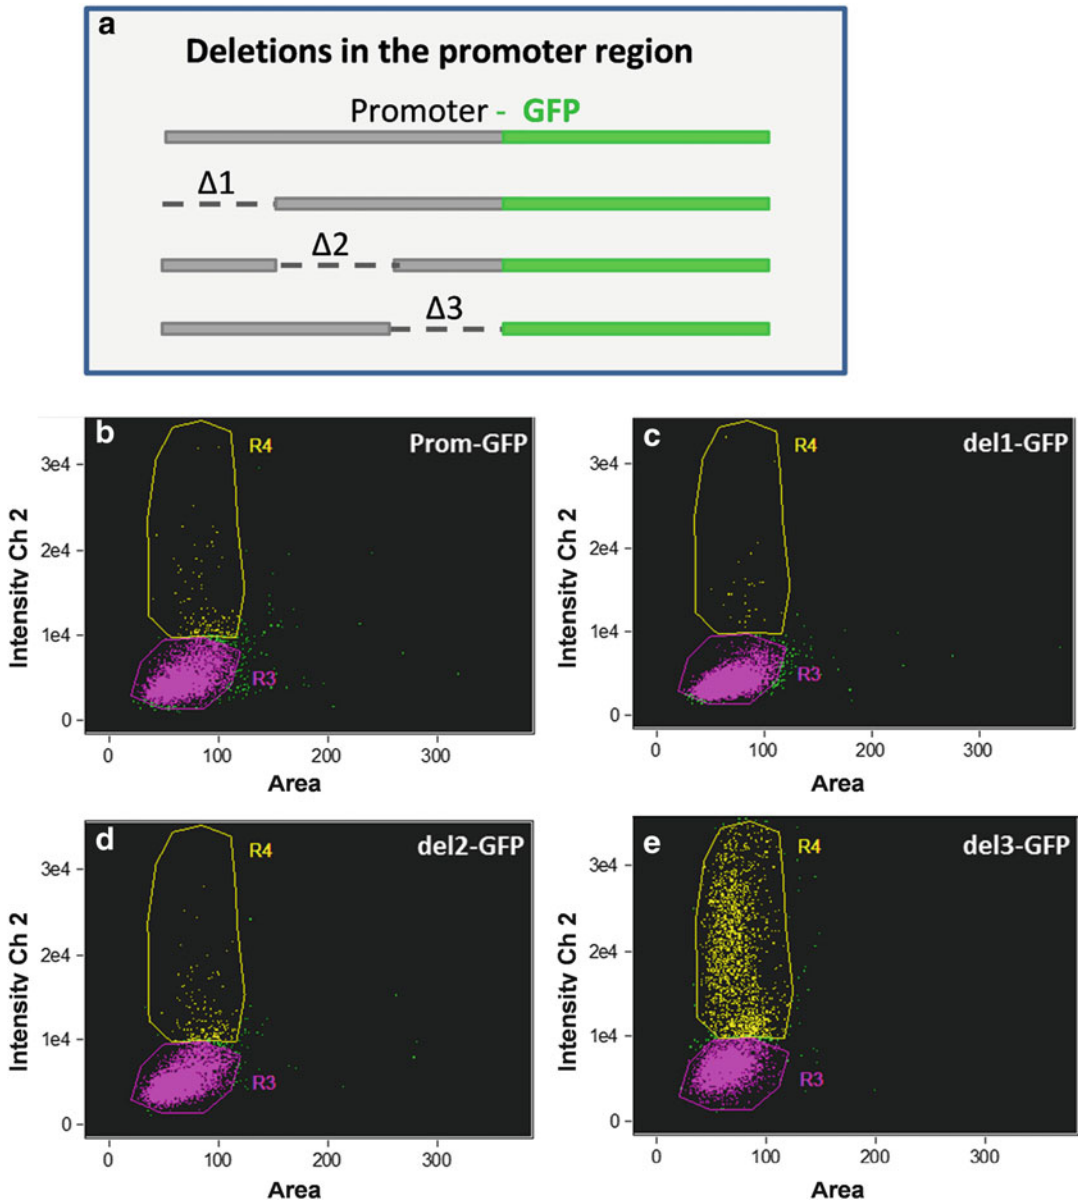 a
Deletions in the promoter region
Promoter - GFP
Δ1
Δ2
Δ3
b
R4
Prom-GFP
3e4
2e4
1e4
0
R3
Intensity Ch 2
0 100 200 300
Area
c
R4
del1-GFP
3e4
2e4
1e4
0
R3
Intensity Ch 2
0 100 200 300
Area
d
R4
del2-GFP
3e4
2e4
1e4
0
R3
Intensity Ch 2
0 100 200 300
Area
e
R4
del3-GFP
3e4
2e4
1e4
0
R3
Intensity Ch 2
0 100 200 300
Area